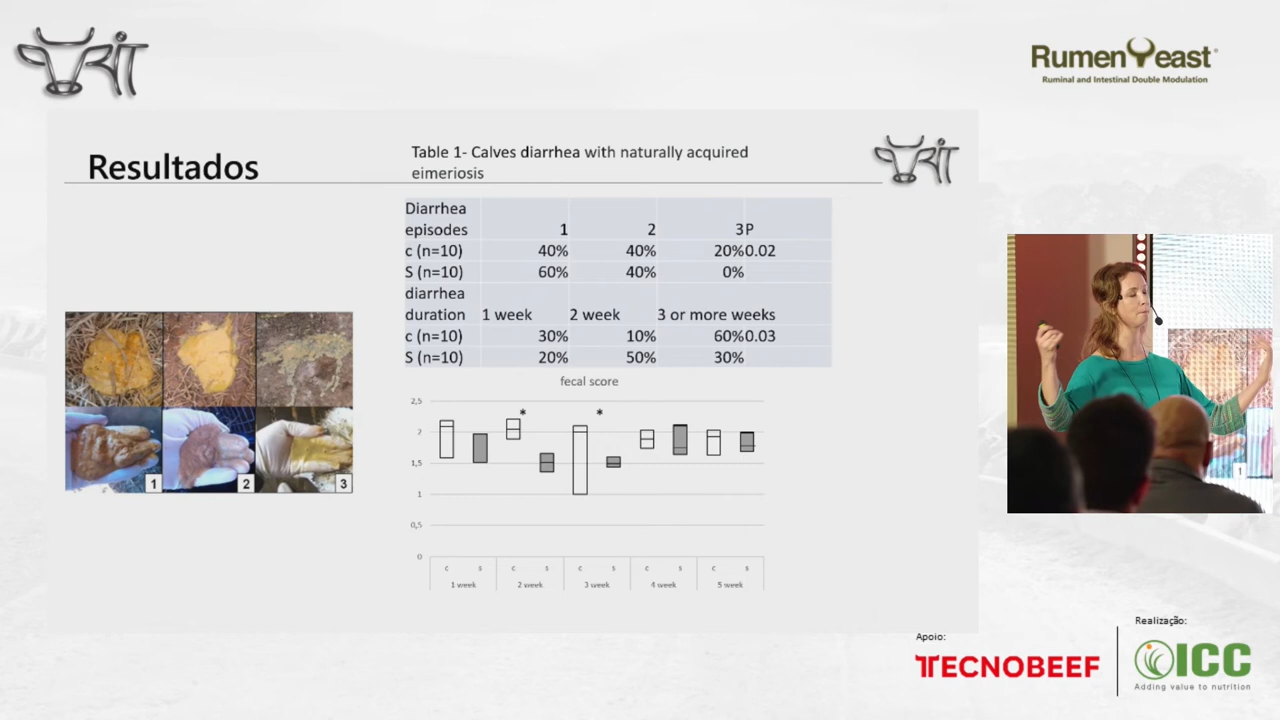 RumenYeast
Ruminal and Intestinal Double Modulation
Resultados
Table 1- Calves diarrhea with naturally acquired
eimeriosis
Diarrhea
episodes 1 2 3 P
c (n=10) 40% 40% 20% 0.02
S (n=10) 60% 40% 0%
diarrhea
duration 1 week 2 week 3 or more weeks
c (n=10) 30% 10% 60% 0.03
S (n=10) 20% 50% 30%
fecal score
2,5
2
1,5
1
0,5
0
* *
c s c s c s c s c s
1 week 2 week 3 week 4 week 5 week
1 2 3
1
Apoio:
TECNOBEEF
Realização:
ICC
Adding value to nutrition